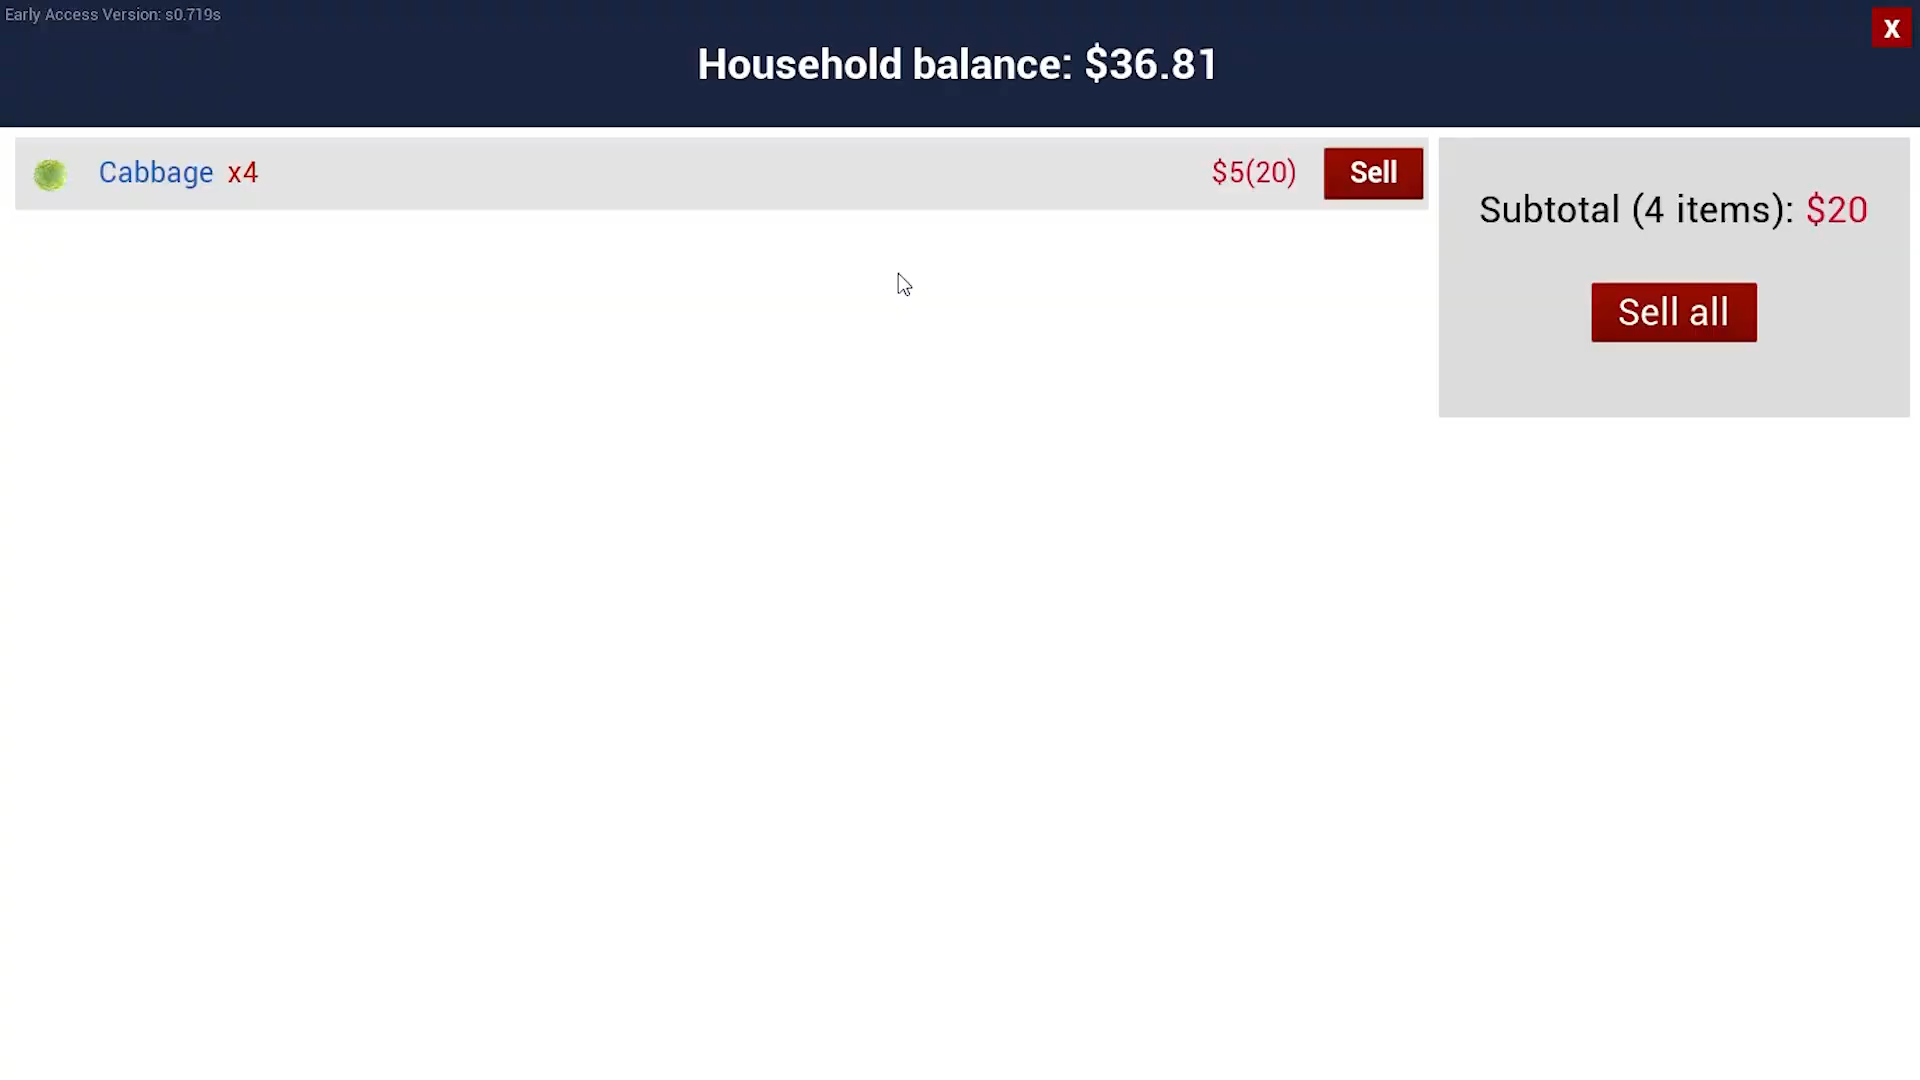 Early Access Version: s0.719s
X
Household balance: $36.81
Cabbage x4 $5(20) Sell
Subtotal (4 items): $20
Sell all